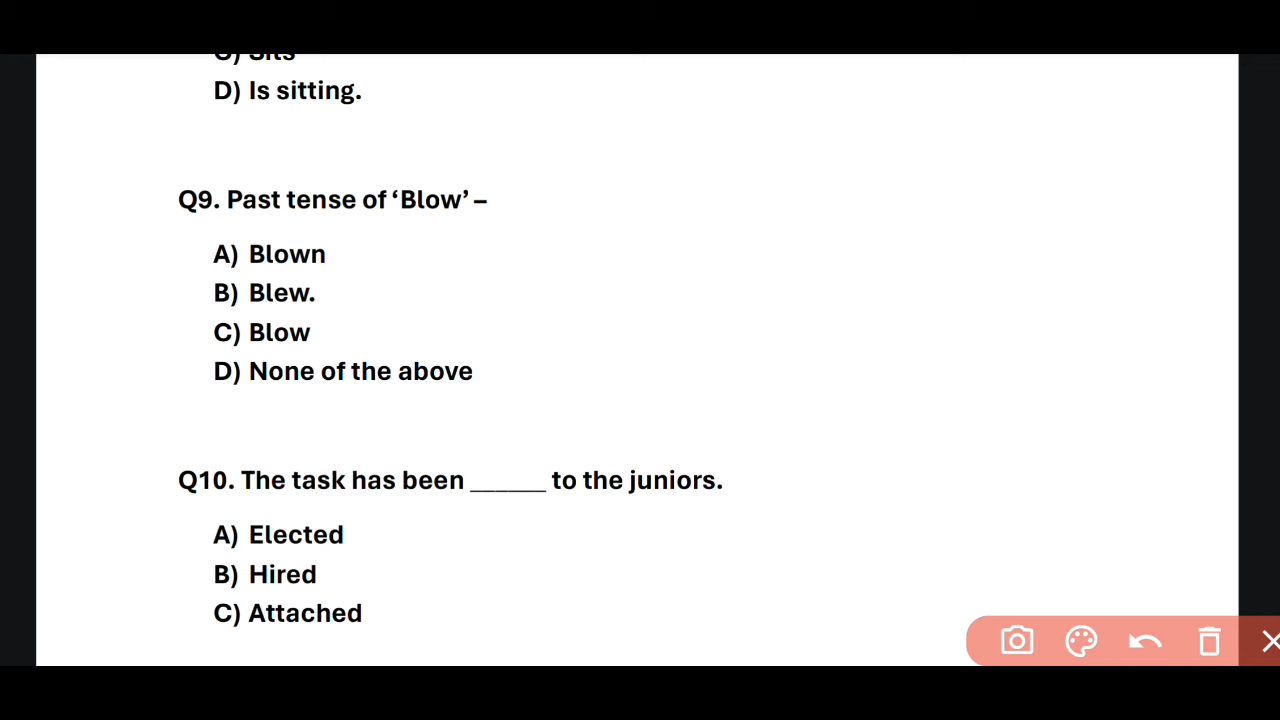 C) Sits
D) Is sitting.
Q9. Past tense of ‘Blow’ –
A) Blown
B) Blew.
C) Blow
D) None of the above
Q10. The task has been ______ to the juniors.
A) Elected
B) Hired
C) Attached